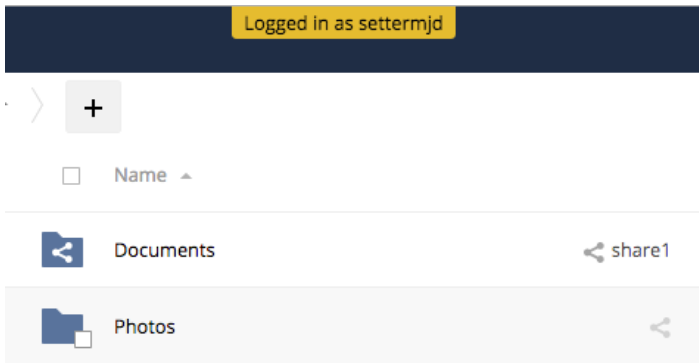 Logged in as settermjd
+
Name
Documents share1
Photos